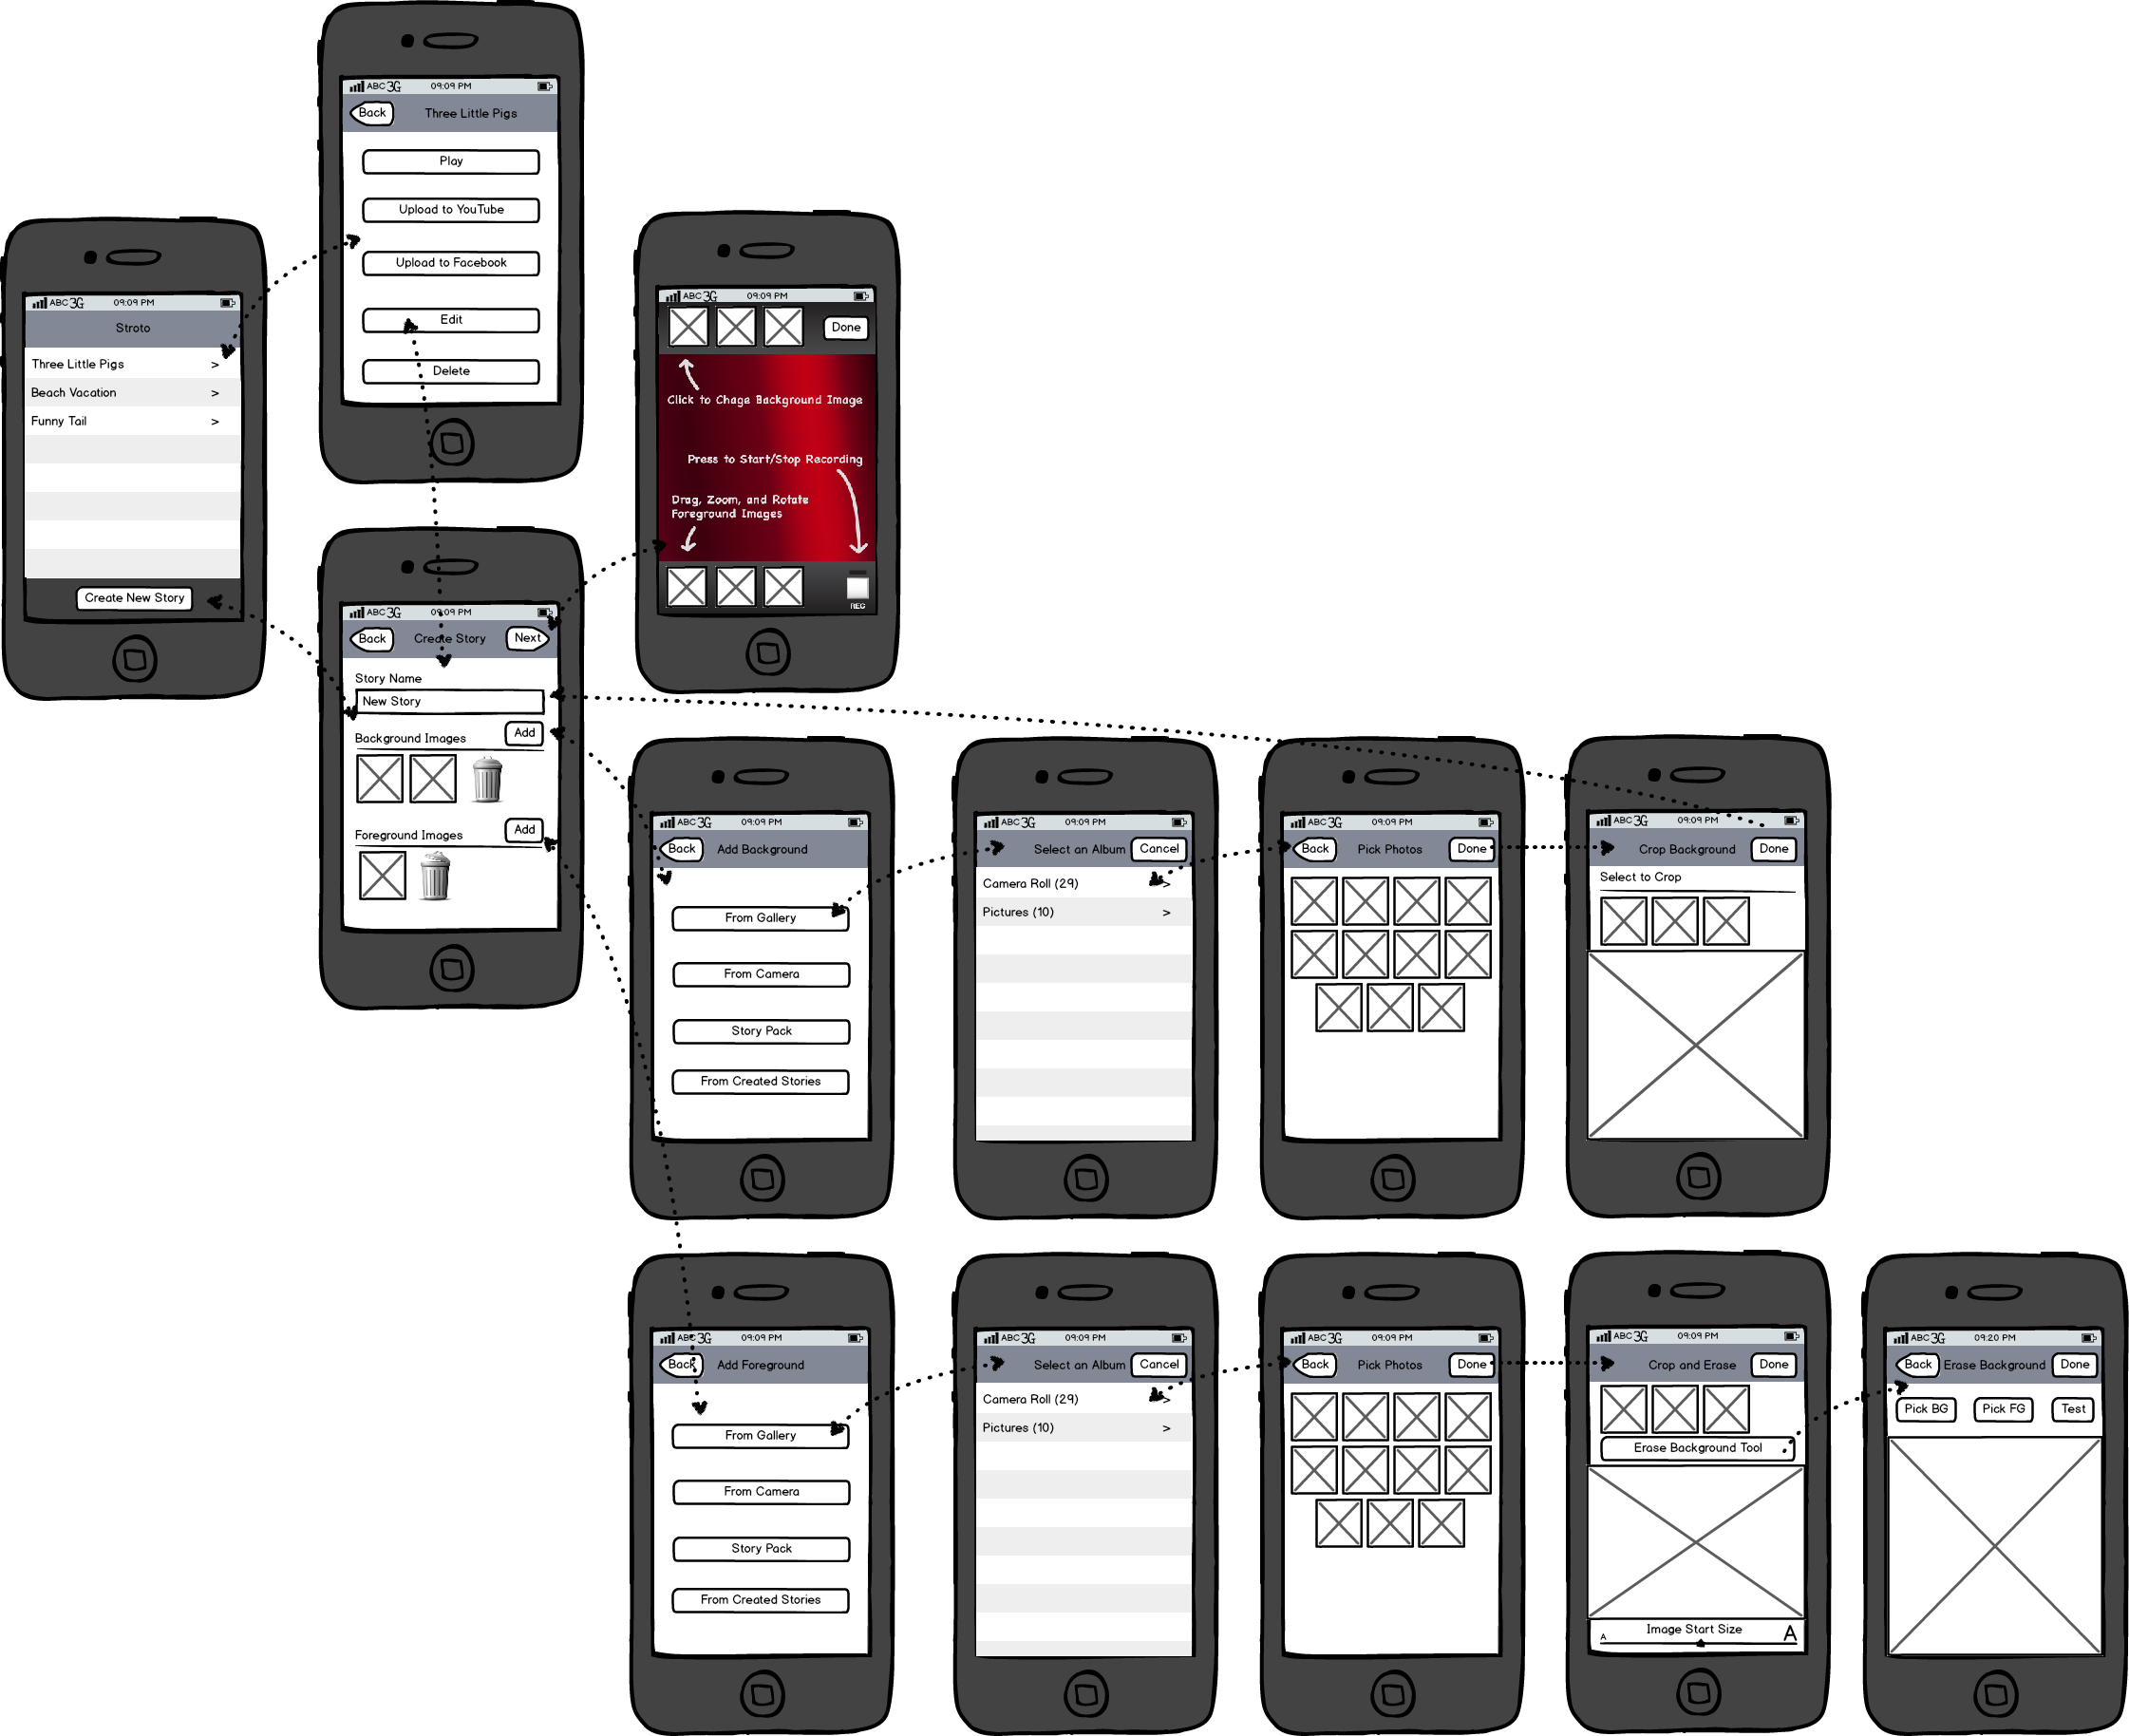 ABC 3G 09:09 PM
Back Three Little Pigs
Play
Upload to YouTube
Upload to Facebook
Edit
Delete
ABC 3G 09:09 PM
Stroto
Three Little Pigs >
Beach Vacation >
Funny Tail >
Create New Story
ABC 3G 09:09 PM
Done
Click to Chage Background Image
Press to Start/Stop Recording
Drag, Zoom, and Rotate
Foreground Images
REC
ABC 3G 09:09 PM
Back Create Story Next
Story Name
New Story
Background Images Add
Foreground Images Add
ABC 3G 09:09 PM
Back Add Background
From Gallery
From Camera
Story Pack
From Created Stories
ABC 3G 09:09 PM
Select an Album Cancel
Camera Roll (29) >
Pictures (10) >
ABC 3G 09:09 PM
Back Pick Photos Done
ABC 3G 09:09 PM
Crop Background Done
Select to Crop
ABC 3G 09:09 PM
Back Add Foreground
From Gallery
From Camera
Story Pack
From Created Stories
ABC 3G 09:09 PM
Select an Album Cancel
Camera Roll (29) >
Pictures (10) >
ABC 3G 09:09 PM
Back Pick Photos Done
ABC 3G 09:09 PM
Crop and Erase Done
Erase Background Tool
Image Start Size
A A
ABC 3G 09:20 PM
Back Erase Background Done
Pick BG Pick FG Test